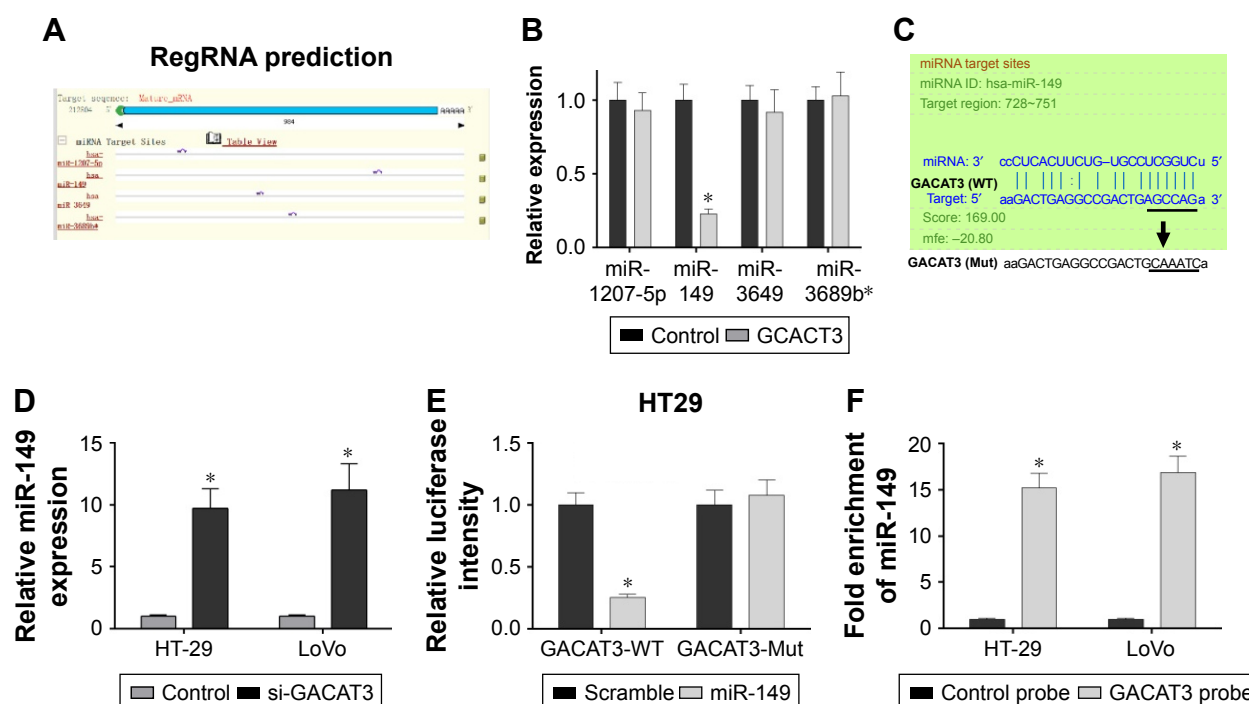 A
RegRNA prediction
Target sequence: Mature_mRNA
212804 5'
AAAAA 3'
984
miRNA Target Sites Table View
hsa-
miR-1207-5p
hsa
miR-149
hsa
miR 3649
hsa-
miR-3689b*
B
Relative expression
1.0
0.5
0.0
*
miR-
1207-5p
miR-
149
miR-
3649
miR-
3689b*
Control GCACT3
C
miRNA target sites
miRNA ID: hsa-miR-149
Target region: 728~751
miRNA: 3′ ccCUCACUUCUG–UGCCUCGGUCu 5′
GACAT3 (WT)
Target: 5′ aaGACTGAGGCCGACTGAGCCAGa 3′
Score: 169.00
mfe: –20.80
GACAT3 (Mut) aaGACTGAGGCCGACTGCAAATCa
D
Relative miR-149
expression
15
10
5
0
*
*
HT-29
LoVo
Control si-GACAT3
E
HT29
Relative luciferase
intensity
1.5
1.0
0.5
0.0
*
GACAT3-WT
GACAT3-Mut
Scramble miR-149
F
Fold enrichment
of miR-149
20
15
10
5
0
*
*
HT-29
LoVo
Control probe GACAT3 probe